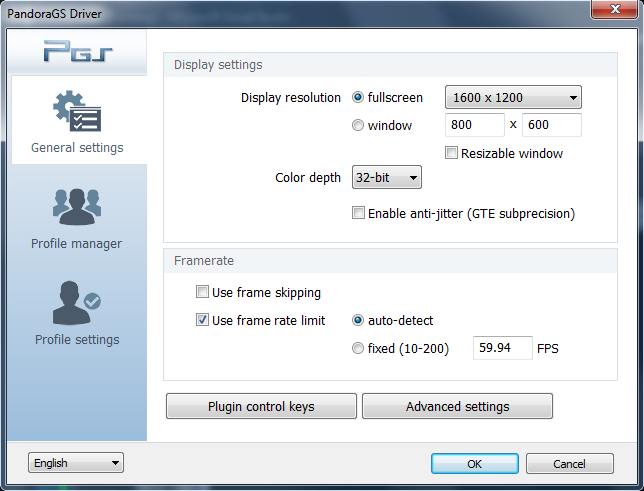 PandoraGS Driver
PGS
General settings
Profile manager
Profile settings
Display settings
Display resolution fullscreen 1600 x 1200
window 800 x 600
Resizable window
Color depth 32-bit
Enable anti-jitter (GTE subprecision)
Framerate
Use frame skipping
Use frame rate limit auto-detect
fixed (10-200) 59.94 FPS
Plugin control keys Advanced settings
English OK Cancel